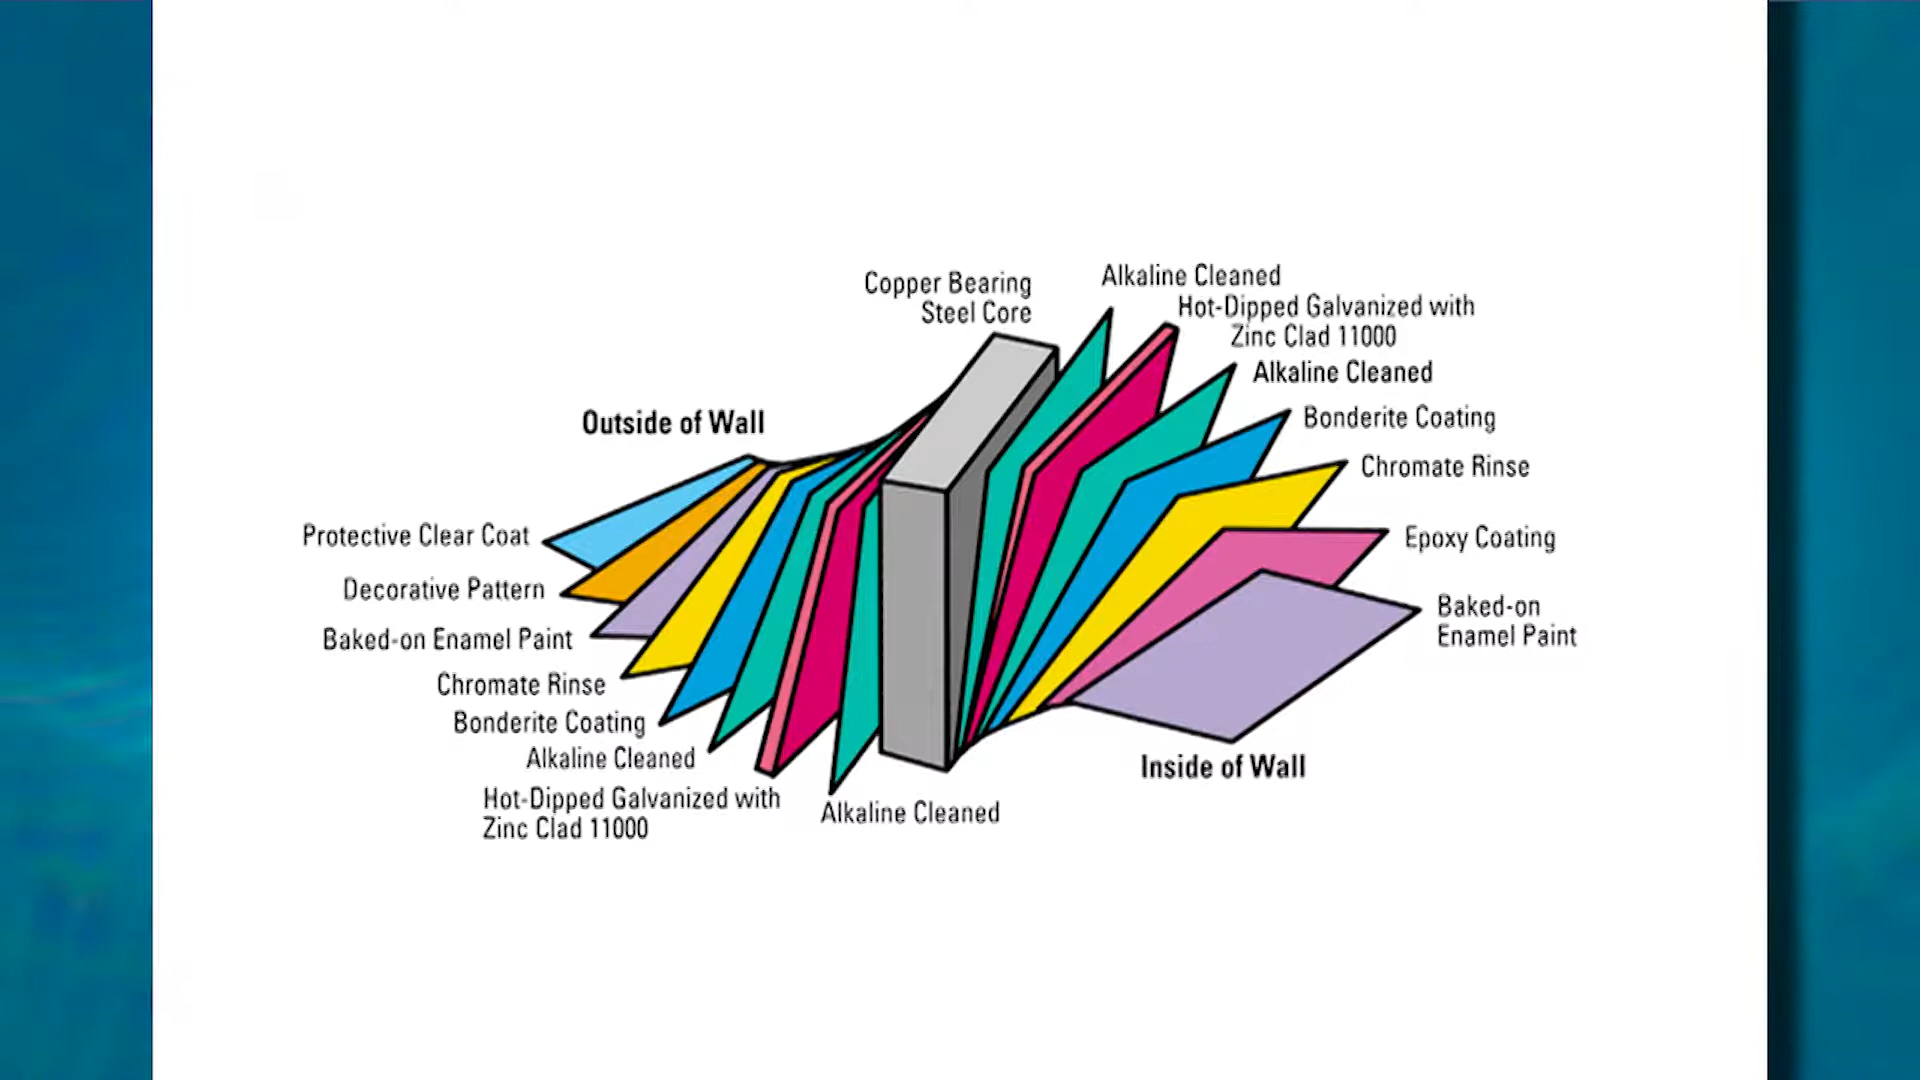 Copper Bearing
Steel Core
Alkaline Cleaned
Hot-Dipped Galvanized with
Zinc Clad 11000
Alkaline Cleaned
Bonderite Coating
Chromate Rinse
Epoxy Coating
Baked-on
Enamel Paint
Inside of Wall
Outside of Wall
Protective Clear Coat
Decorative Pattern
Baked-on Enamel Paint
Chromate Rinse
Bonderite Coating
Alkaline Cleaned
Hot-Dipped Galvanized with
Zinc Clad 11000
Alkaline Cleaned